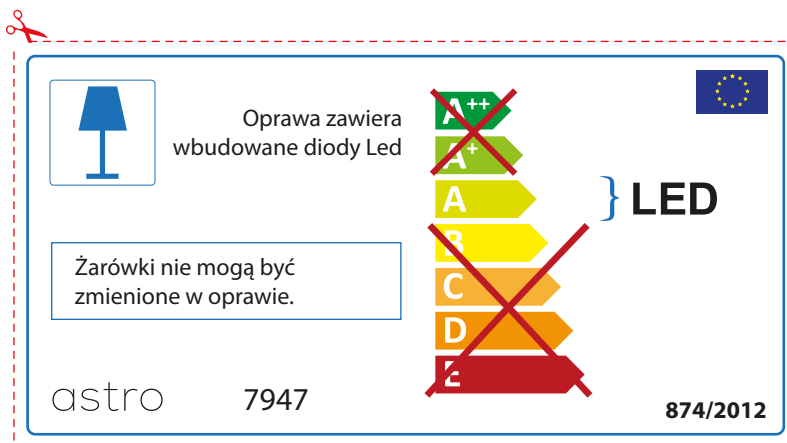 Oprawa zawiera
wbudowane diody Led
A++
A+
A
B
C
D
E
LED
Żarówki nie mogą być
zmienione w oprawie.
astro
7947
874/2012